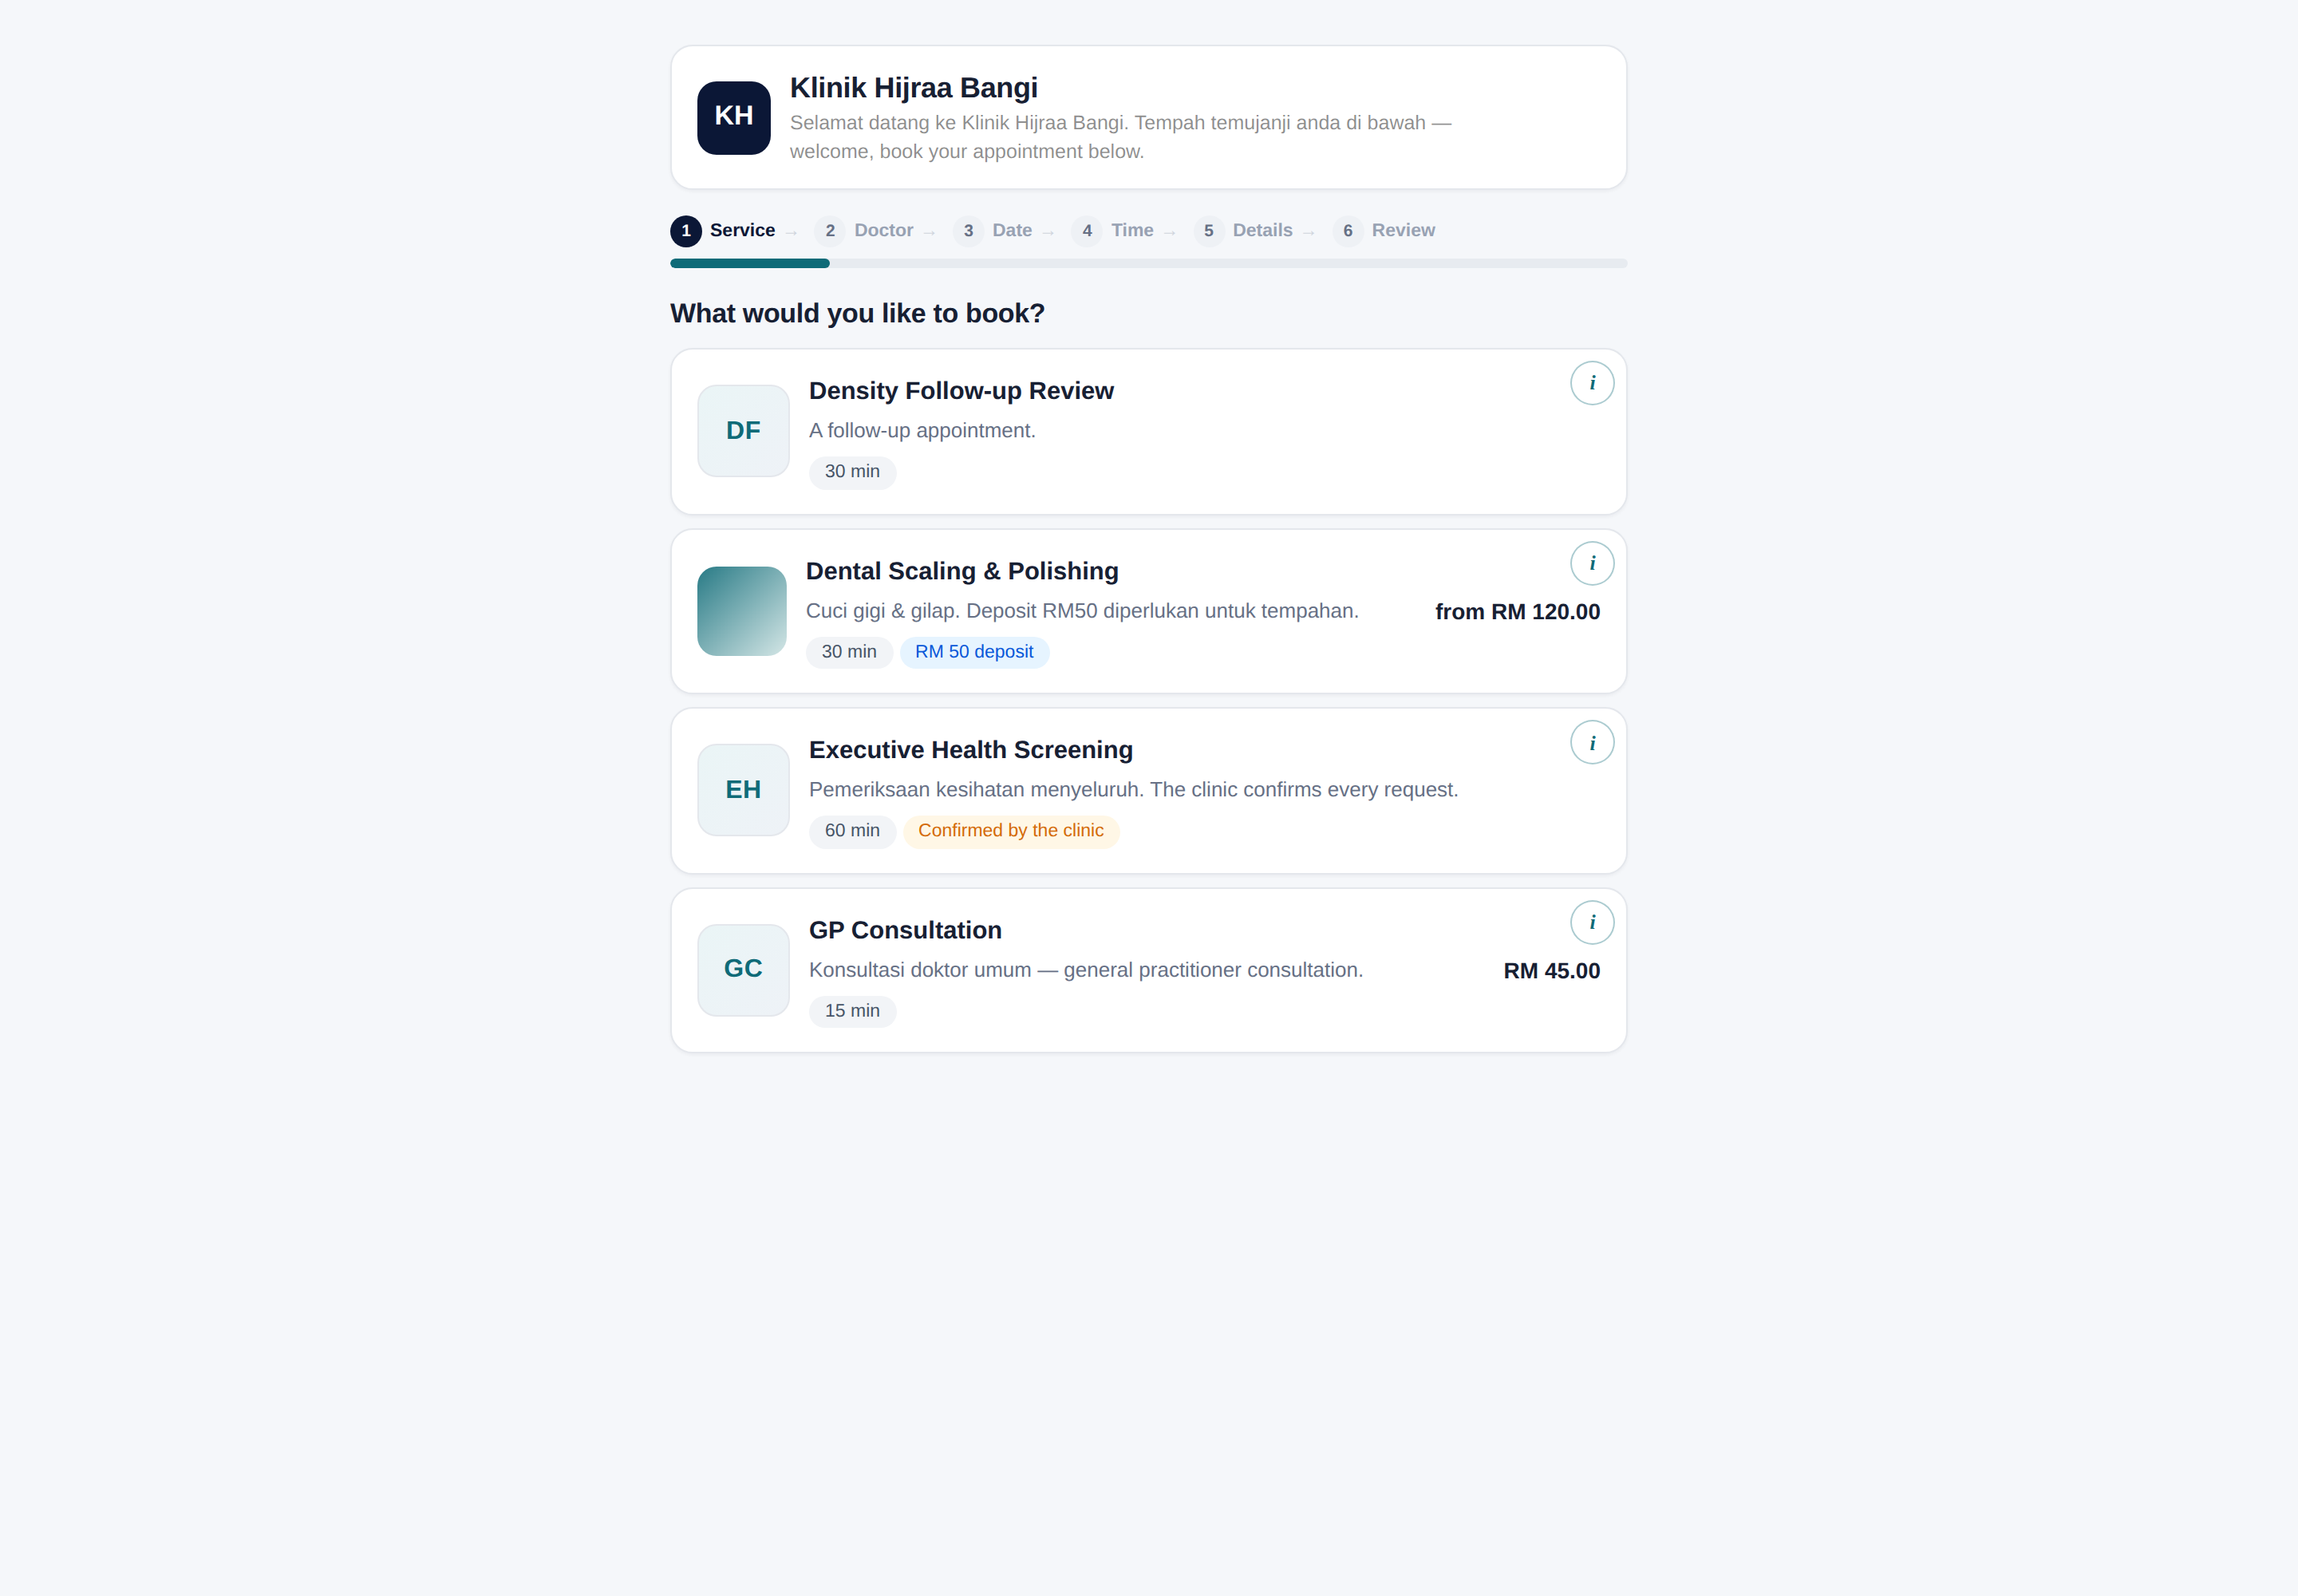 KH
Klinik Hijraa Bangi
Selamat datang ke Klinik Hijraa Bangi. Tempah temujanji anda di bawah —
welcome, book your appointment below.
1 Service → 2 Doctor → 3 Date → 4 Time → 5 Details → 6 Review
What would you like to book?
DF
Density Follow-up Review
i
A follow-up appointment.
30 min
Dental Scaling & Polishing
i
Cuci gigi & gilap. Deposit RM50 diperlukan untuk tempahan.
from RM 120.00
30 min
RM 50 deposit
EH
Executive Health Screening
i
Pemeriksaan kesihatan menyeluruh. The clinic confirms every request.
60 min
Confirmed by the clinic
GC
GP Consultation
i
Konsultasi doktor umum — general practitioner consultation.
RM 45.00
15 min